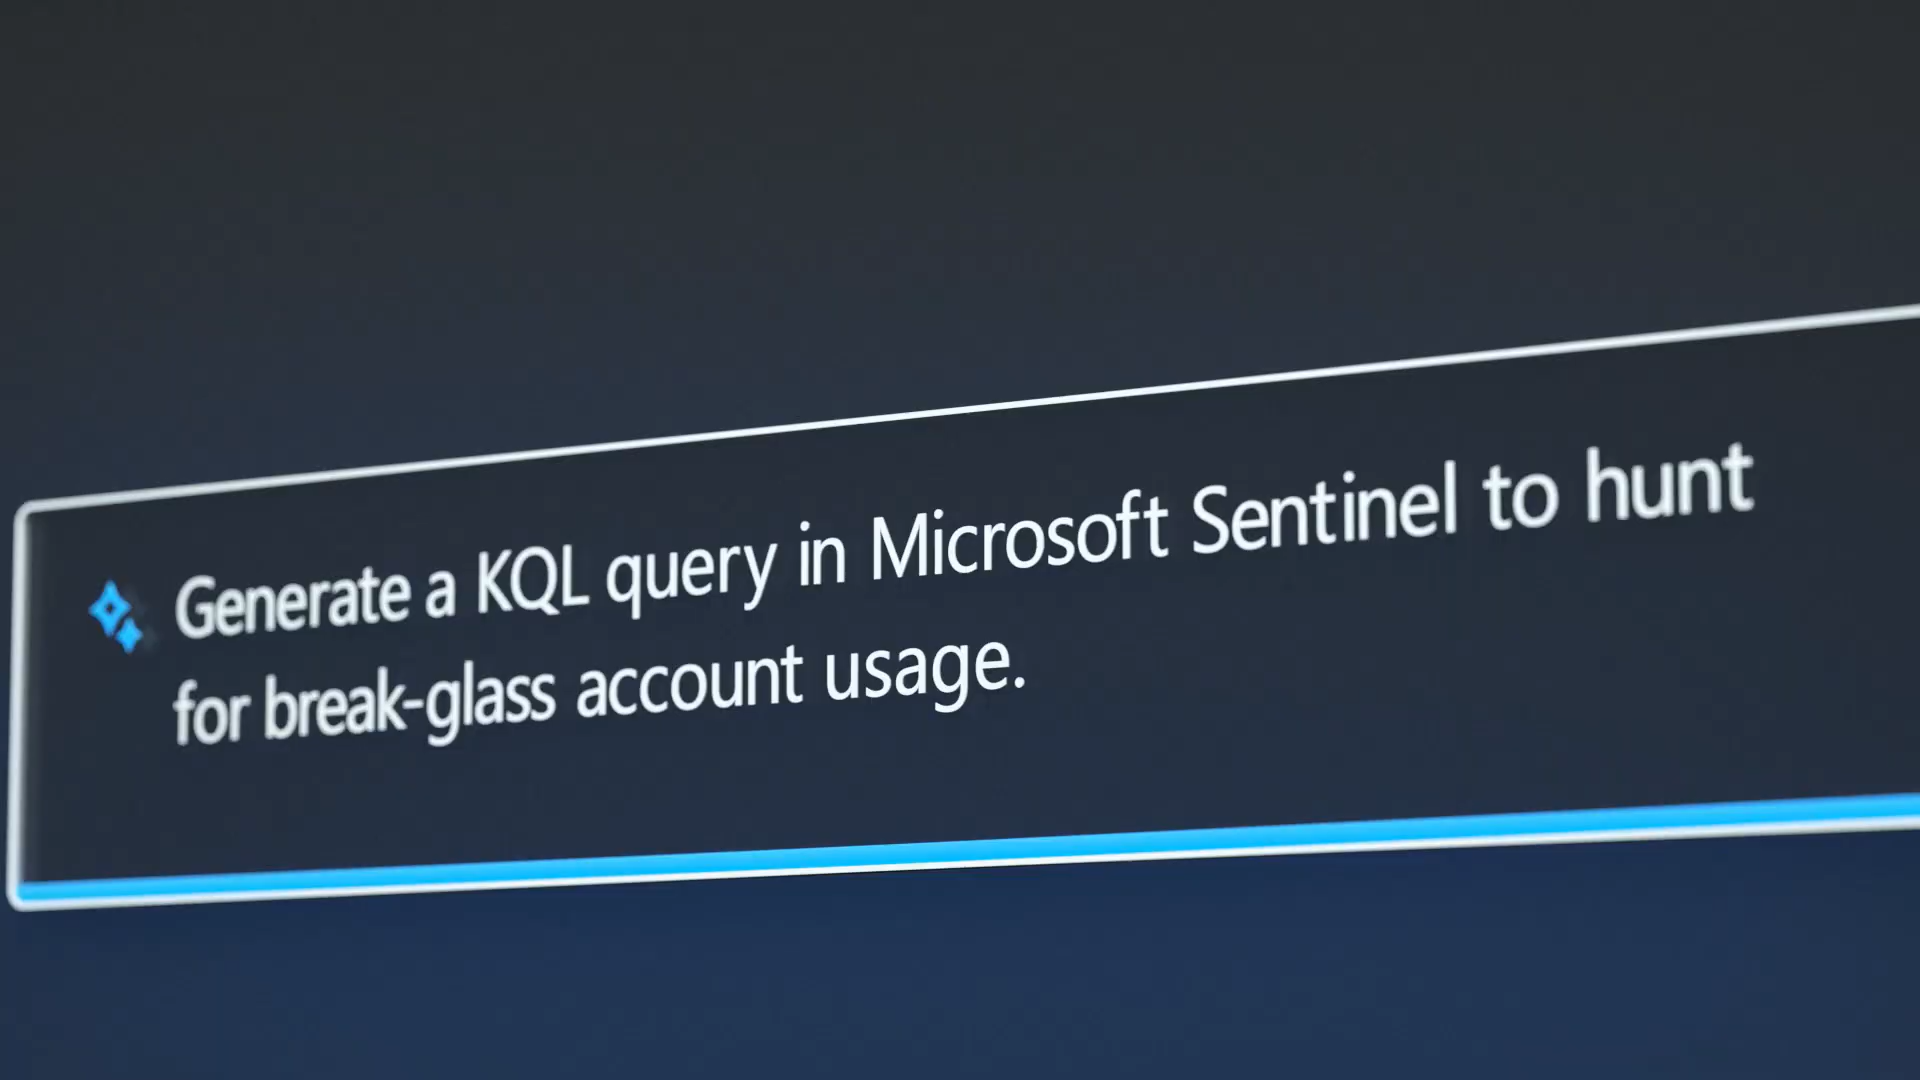 Generate a KQL query in Microsoft Sentinel to hunt
for break-glass account usage.